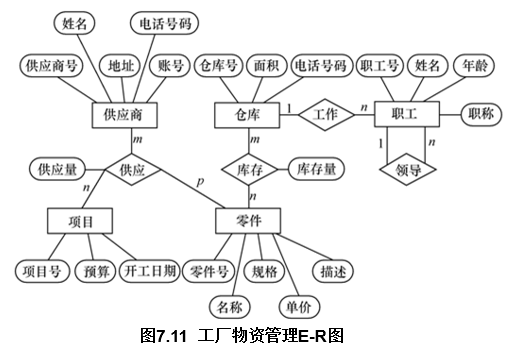 姓名 电话号码
供应商号 地址 账号 仓库号 面积 电话号码 职工号 姓名 年龄
供应商 仓库 1 工作 n 职工 职称
m m 1 n
供应量 供应 库存 库存量 领导
n p n
项目 零件
项目号 预算 开工日期 零件号 规格 描述
名称 单价
图7.11 工厂物资管理E-R图